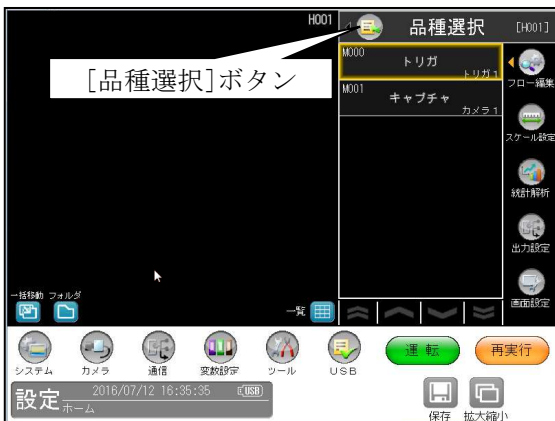 H001
品種選択
[H001]
[品種選択]ボタン
M000
トリガ
トリガ1
M001
キャプチャ
カメラ1
フロー編集
スケール設定
統計解析
出力設定
画面設定
一括移動 フォルダ
一覧
システム カメラ 通信 変数設定 ツール USB
運転 再実行
設定 2016/07/12 16:35:35
ホーム
保存 拡大縮小